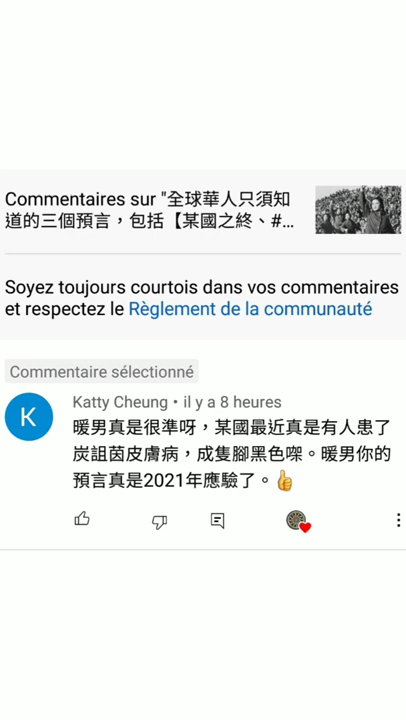 Commentaires sur "全球華人只須知
道的三個預言，包括【某國之終、#...
Soyez toujours courtois dans vos commentaires
et respectez le Règlement de la communauté
Commentaire sélectionné
K
Katty Cheung • il y a 8 heures
暖男真是很準呀，某國最近真是有人患了
炭詛茵皮膚病，成隻腳黑色㗎。暖男你的
預言真是2021年應驗了。👍